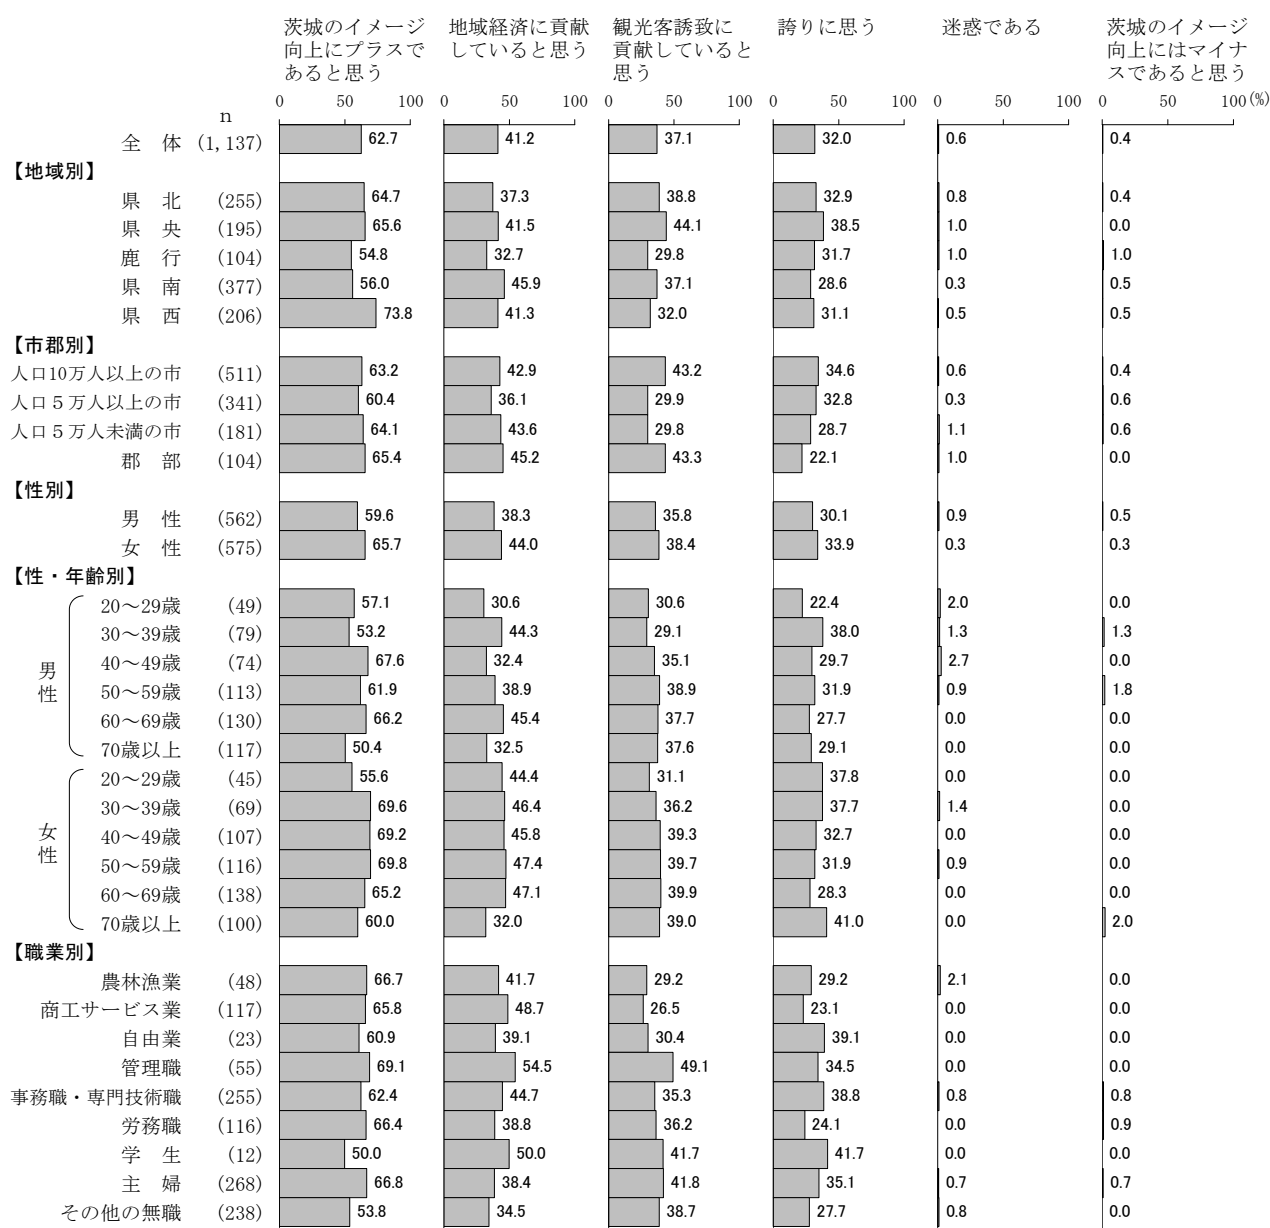 茨城のイメージ向上にプラスであると思う 地域経済に貢献していると思う 観光客誘致に貢献していると思う 誇りに思う 迷惑である 茨城のイメージ向上にはマイナスであると思う
0 50 100 0 50 100 0 50 100 0 50 100 0 50 100 0 50 100 (%)
n
全 体 (1,137) 62.7 41.2 37.1 32.0 0.6 0.4
【地域別】
県 北 (255) 64.7 37.3 38.8 32.9 0.8 0.4
県 央 (195) 65.6 41.5 44.1 38.5 1.0 0.0
鹿 行 (104) 54.8 32.7 29.8 31.7 1.0 1.0
県 南 (377) 56.0 45.9 37.1 28.6 0.3 0.5
県 西 (206) 73.8 41.3 32.0 31.1 0.5 0.5
【市郡別】
人口10万人以上の市 (511) 63.2 42.9 43.2 34.6 0.6 0.4
人口５万人以上の市 (341) 60.4 36.1 29.9 32.8 0.3 0.6
人口５万人未満の市 (181) 64.1 43.6 29.8 28.7 1.1 0.6
郡 部 (104) 65.4 45.2 43.3 22.1 1.0 0.0
【性別】
男 性 (562) 59.6 38.3 35.8 30.1 0.9 0.5
女 性 (575) 65.7 44.0 38.4 33.9 0.3 0.3
【性・年齢別】
男性
20～29歳 (49) 57.1 30.6 30.6 22.4 2.0 0.0
30～39歳 (79) 53.2 44.3 29.1 38.0 1.3 1.3
40～49歳 (74) 67.6 32.4 35.1 29.7 2.7 0.0
50～59歳 (113) 61.9 38.9 38.9 31.9 0.9 1.8
60～69歳 (130) 66.2 45.4 37.7 27.7 0.0 0.0
70歳以上 (117) 50.4 32.5 37.6 29.1 0.0 0.0
女性
20～29歳 (45) 55.6 44.4 31.1 37.8 0.0 0.0
30～39歳 (69) 69.6 46.4 36.2 37.7 1.4 0.0
40～49歳 (107) 69.2 45.8 39.3 32.7 0.0 0.0
50～59歳 (116) 69.8 47.4 39.7 31.9 0.9 0.0
60～69歳 (138) 65.2 47.1 39.9 28.3 0.0 0.0
70歳以上 (100) 60.0 32.0 39.0 41.0 0.0 2.0
【職業別】
農林漁業 (48) 66.7 41.7 29.2 29.2 2.1 0.0
商工サービス業 (117) 65.8 48.7 26.5 23.1 0.0 0.0
自由業 (23) 60.9 39.1 30.4 39.1 0.0 0.0
管理職 (55) 69.1 54.5 49.1 34.5 0.0 0.0
事務職・専門技術職 (255) 62.4 44.7 35.3 38.8 0.8 0.8
労務職 (116) 66.4 38.8 36.2 24.1 0.0 0.9
学 生 (12) 50.0 50.0 41.7 41.7 0.0 0.0
主 婦 (268) 66.8 38.4 41.8 35.1 0.7 0.7
その他の無職 (238) 53.8 34.5 38.7 27.7 0.8 0.0